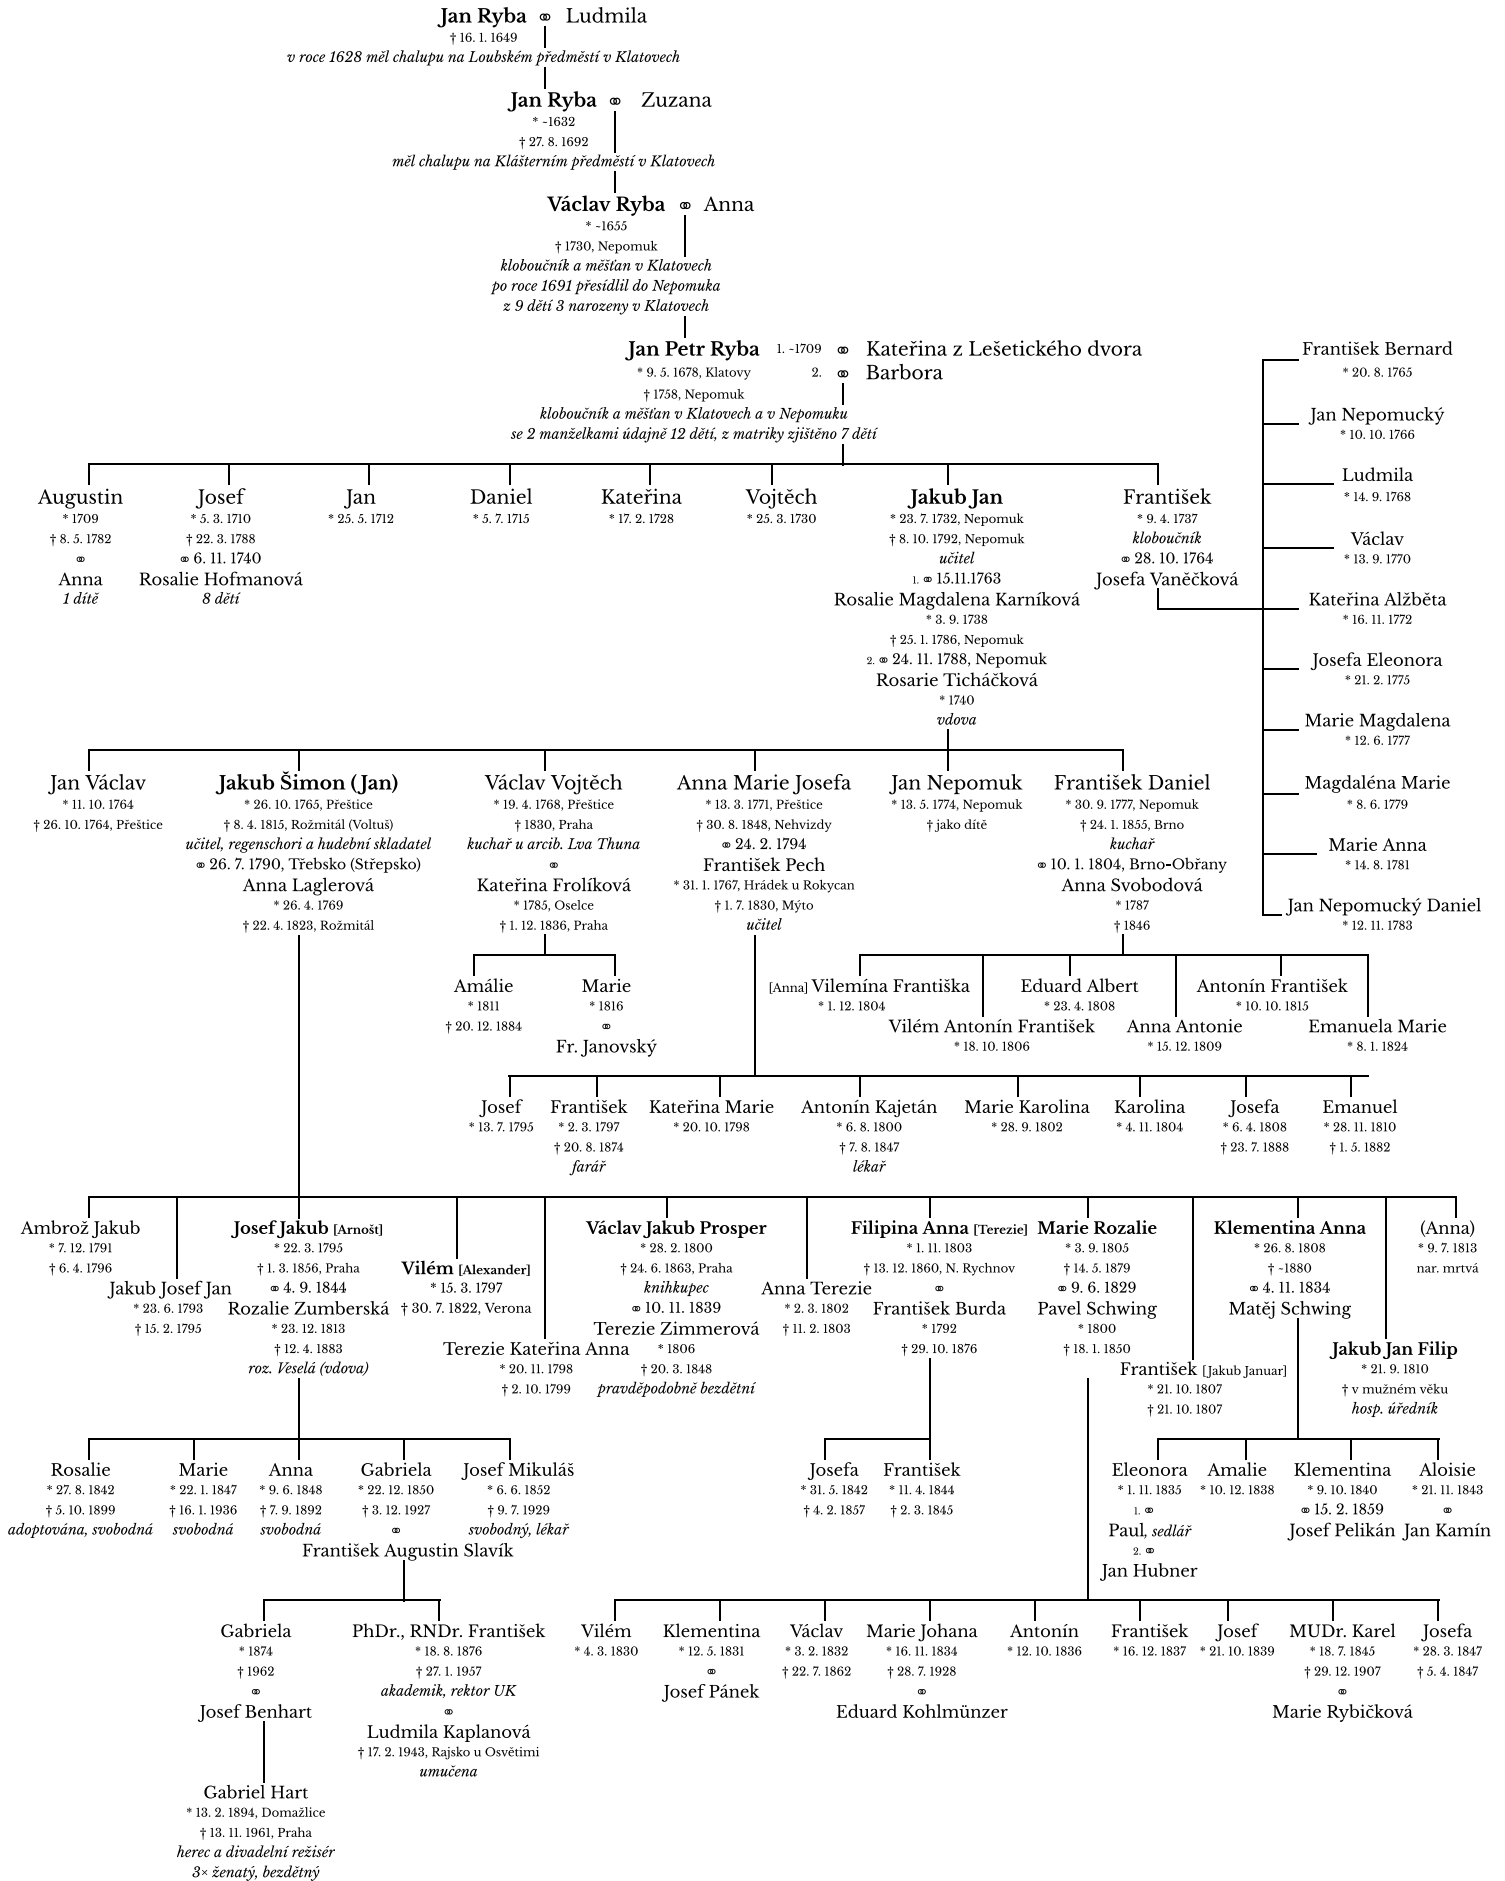 Jan Ryba ⚭ Ludmila
† 16. 1. 1649
v roce 1628 měl chalupu na Loubském předměstí v Klatovech
Jan Ryba ⚭ Zuzana
* ~1632
† 27. 8. 1692
měl chalupu na Klášterním předměstí v Klatovech
Václav Ryba ⚭ Anna
* ~1655
† 1730, Nepomuk
kloboučník a měšťan v Klatovech
po roce 1691 přesídlil do Nepomuka
z 9 dětí 3 narozeny v Klatovech
Jan Petr Ryba 1. ~1709 ⚭ Kateřina z Lešetického dvora
* 9. 5. 1678, Klatovy 2. ⚭ Barbora
† 1758, Nepomuk
kloboučník a měšťan v Klatovech a v Nepomuku
se 2 manželkami údajně 12 dětí, z matriky zjištěno 7 dětí
Augustin
* 1709
† 8. 5. 1782
⚭
Anna
1 dítě
Josef
* 5. 3. 1710
† 22. 3. 1788
⚭ 6. 11. 1740
Rosalie Hofmanová
8 dětí
Jan
* 25. 5. 1712
Daniel
* 5. 7. 1715
Kateřina
* 17. 2. 1728
Vojtěch
* 25. 3. 1730
Jakub Jan
* 23. 7. 1732, Nepomuk
† 8. 10. 1792, Nepomuk
učitel
1. ⚭ 15.11.1763
Rosalie Magdalena Karníková
* 3. 9. 1738
† 25. 1. 1786, Nepomuk
2. ⚭ 24. 11. 1788, Nepomuk
Rosarie Ticháčková
* 1740
vdova
František
* 9. 4. 1737
kloboučník
⚭ 28. 10. 1764
Josefa Vaněčková
František Bernard
* 20. 8. 1765
Jan Nepomucký
* 10. 10. 1766
Ludmila
* 14. 9. 1768
Václav
* 13. 9. 1770
Kateřina Alžběta
* 16. 11. 1772
Josefa Eleonora
* 21. 2. 1775
Marie Magdalena
* 12. 6. 1777
Magdaléna Marie
* 8. 6. 1779
Marie Anna
* 14. 8. 1781
Jan Nepomucký Daniel
* 12. 11. 1783
Jan Václav
* 11. 10. 1764
† 26. 10. 1764, Přeštice
Jakub Šimon (Jan)
* 26. 10. 1765, Přeštice
† 8. 4. 1815, Rožmitál (Voltuš)
učitel, regenschori a hudební skladatel
⚭ 26. 7. 1790, Třebsko (Střepsko)
Anna Laglerová
* 26. 4. 1769
† 22. 4. 1823, Rožmitál
Václav Vojtěch
* 19. 4. 1768, Přeštice
† 1830, Praha
kuchař u arcib. Lva Thuna
⚭
Kateřina Frolíková
* 1785, Oselce
† 1. 12. 1836, Praha
Anna Marie Josefa
* 13. 3. 1771, Přeštice
† 30. 8. 1848, Nehvizdy
⚭ 24. 2. 1794
František Pech
* 31. 1. 1767, Hrádek u Rokycan
† 1. 7. 1830, Mýto
učitel
Jan Nepomuk
* 13. 5. 1774, Nepomuk
† jako dítě
František Daniel
* 30. 9. 1777, Nepomuk
† 24. 1. 1855, Brno
kuchař
⚭ 10. 1. 1804, Brno-Obřany
Anna Svobodová
* 1787
† 1846
Amálie
* 1811
† 20. 12. 1884
Marie
* 1816
⚭
Fr. Janovský
[Anna] Vilemína Františka
* 1. 12. 1804
Vilém Antonín František
* 18. 10. 1806
Eduard Albert
* 23. 4. 1808
Anna Antonie
* 15. 12. 1809
Antonín František
* 10. 10. 1815
Emanuela Marie
* 8. 1. 1824
Josef
* 13. 7. 1795
František
* 2. 3. 1797
† 20. 8. 1874
farář
Kateřina Marie
* 20. 10. 1798
Antonín Kajetán
* 6. 8. 1800
† 7. 8. 1847
lékař
Marie Karolina
* 28. 9. 1802
Karolina
* 4. 11. 1804
Josefa
* 6. 4. 1808
† 23. 7. 1888
Emanuel
* 28. 11. 1810
† 1. 5. 1882
Ambrož Jakub
* 7. 12. 1791
† 6. 4. 1796
Jakub Josef Jan
* 23. 6. 1793
† 15. 2. 1795
Josef Jakub [Arnošt]
* 22. 3. 1795
† 1. 3. 1856, Praha
⚭ 4. 9. 1844
Rozalie Zumberská
* 23. 12. 1813
† 12. 4. 1883
roz. Veselá (vdova)
Vilém [Alexander]
* 15. 3. 1797
† 30. 7. 1822, Verona
Terezie Kateřina Anna
* 20. 11. 1798
† 2. 10. 1799
Václav Jakub Prosper
* 28. 2. 1800
† 24. 6. 1863, Praha
knihkupec
⚭ 10. 11. 1839
Terezie Zimmerová
* 1806
† 20. 3. 1848
pravděpodobně bezdětní
Anna Terezie
* 2. 3. 1802
† 11. 2. 1803
Filipina Anna [Terezie]
* 1. 11. 1803
† 13. 12. 1860, N. Rychnov
⚭
František Burda
* 1792
† 29. 10. 1876
Marie Rozalie
* 3. 9. 1805
† 14. 5. 1879
⚭ 9. 6. 1829
Pavel Schwing
* 1800
† 18. 1. 1850
František [Jakub Januar]
* 21. 10. 1807
† 21. 10. 1807
Klementina Anna
* 26. 8. 1808
† ~1880
⚭ 4. 11. 1834
Matěj Schwing
Jakub Jan Filip
* 21. 9. 1810
† v mužném věku
hosp. úředník
(Anna)
* 9. 7. 1813
nar. mrtvá
Rosalie
* 27. 8. 1842
† 5. 10. 1899
adoptována, svobodná
Marie
* 22. 1. 1847
† 16. 1. 1936
svobodná
Anna
* 9. 6. 1848
† 7. 9. 1892
svobodná
Gabriela
* 22. 12. 1850
† 3. 12. 1927
⚭
František Augustin Slavík
Josef Mikuláš
* 6. 6. 1852
† 9. 7. 1929
svobodný, lékař
Josefa
* 31. 5. 1842
† 4. 2. 1857
František
* 11. 4. 1844
† 2. 3. 1845
Eleonora
* 1. 11. 1835
1. ⚭
Paul, sedlář
2. ⚭
Jan Hubner
Amalie
* 10. 12. 1838
Klementina
* 9. 10. 1840
⚭ 15. 2. 1859
Josef Pelikán
Aloisie
* 21. 11. 1843
⚭
Jan Kamín
Gabriela
* 1874
† 1962
⚭
Josef Benhart
PhDr., RNDr. František
* 18. 8. 1876
† 27. 1. 1957
akademik, rektor UK
⚭
Ludmila Kaplanová
† 17. 2. 1943, Rajsko u Osvětimi
umučena
Vilém
* 4. 3. 1830
Klementina
* 12. 5. 1831
⚭
Josef Pánek
Václav
* 3. 2. 1832
† 22. 7. 1862
Marie Johana
* 16. 11. 1834
† 28. 7. 1928
⚭
Eduard Kohlmünzer
Antonín
* 12. 10. 1836
František
* 16. 12. 1837
Josef
* 21. 10. 1839
MUDr. Karel
* 18. 7. 1845
† 29. 12. 1907
⚭
Marie Rybičková
Josefa
* 28. 3. 1847
† 5. 4. 1847
Gabriel Hart
* 13. 2. 1894, Domažlice
† 13. 11. 1961, Praha
herec a divadelní režisér
3× ženatý, bezdětný